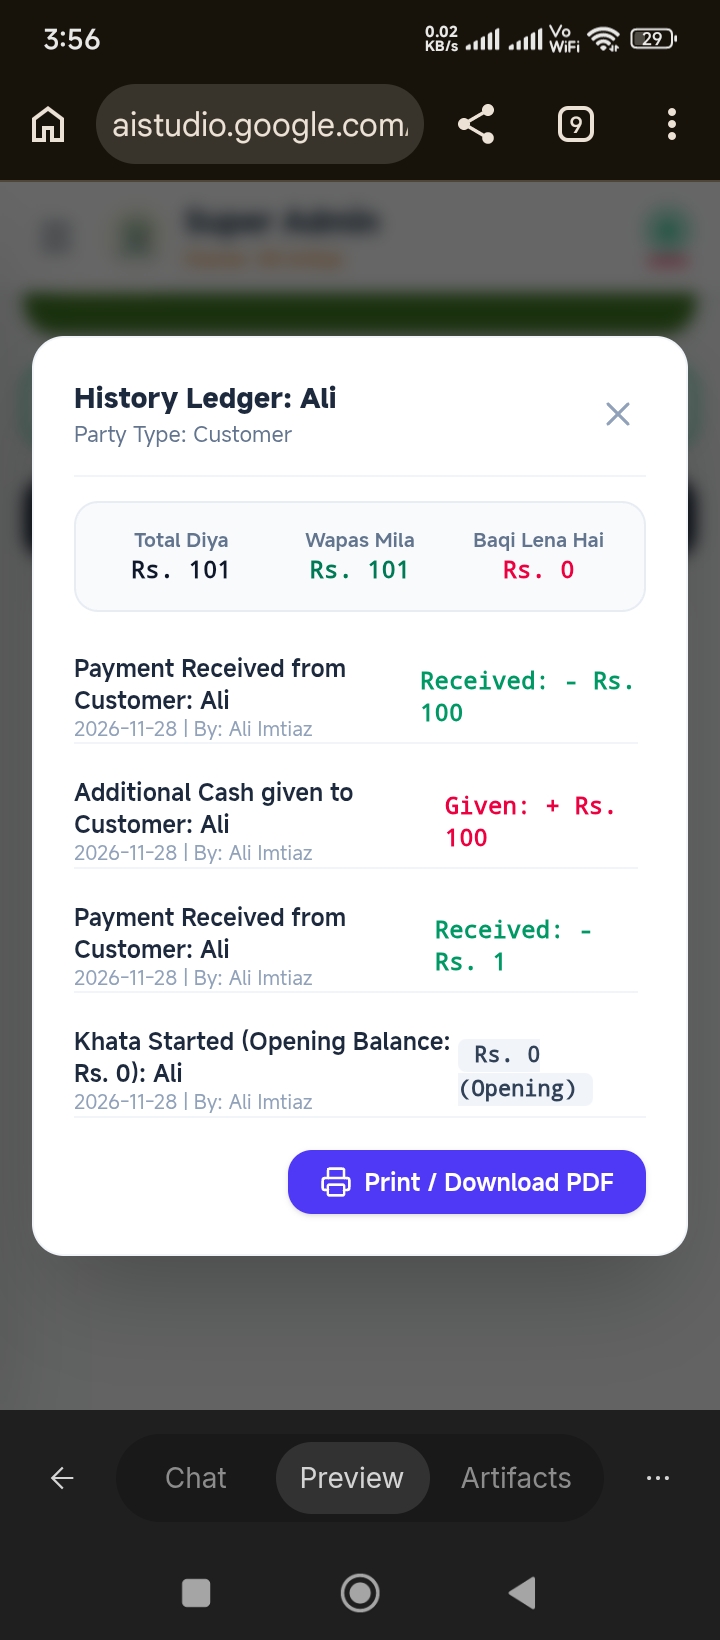 3:56
0.02
KB/s
Vo
WiFi
29
aistudio.google.com/
9
Super Admin
History Ledger: Ali
Party Type: Customer
Total Diya
Wapas Mila
Baqi Lena Hai
Rs. 101
Rs. 101
Rs. 0
Payment Received from
Customer: Ali
2026-11-28 | By: Ali Imtiaz
Received: - Rs.
100
Additional Cash given to
Customer: Ali
2026-11-28 | By: Ali Imtiaz
Given: + Rs.
100
Payment Received from
Customer: Ali
2026-11-28 | By: Ali Imtiaz
Received: -
Rs. 1
Khata Started (Opening Balance:
Rs. 0): Ali
2026-11-28 | By: Ali Imtiaz
Rs. 0
(Opening)
Print / Download PDF
Chat
Preview
Artifacts